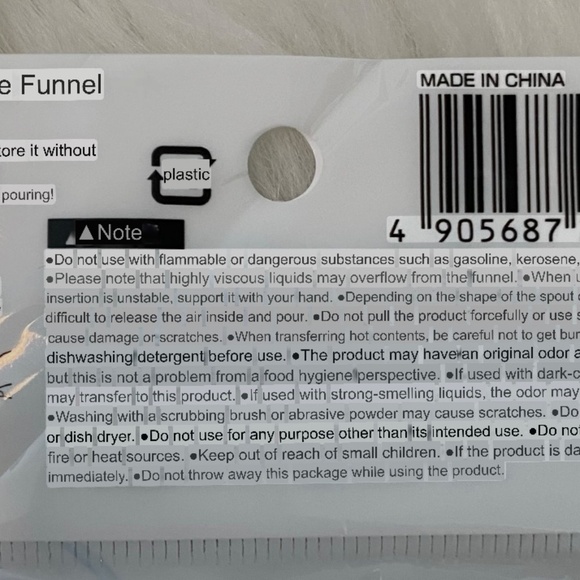 e Funnel
MADE IN CHINA
tore it without
plastic
pouring!
4 905687
▲Note
●Do not use with flammable or dangerous substances such as gasoline, kerosene,
●Please note that highly viscous liquids may overflow from the funnel. ●When u
insertion is unstable, support it with your hand. ●Depending on the shape of the spout
difficult to release the air inside and pour. ●Do not pull the product forcefully or use s
cause damage or scratches. ●When transferring hot contents, be careful not to get bur
dishwashing detergent before use. ●The product may have an original odor a
but this is not a problem from a food hygiene perspective. ●If used with dark-c
may transfer to this product. ●If used with strong-smelling liquids, the odor may
●Washing with a scrubbing brush or abrasive powder may cause scratches. ●Do
or dish dryer. ●Do not use for any purpose other than its intended use. ●Do no
fire or heat sources. ●Keep out of reach of small children. ●If the product is da
immediately. ●Do not throw away this package while using the product.